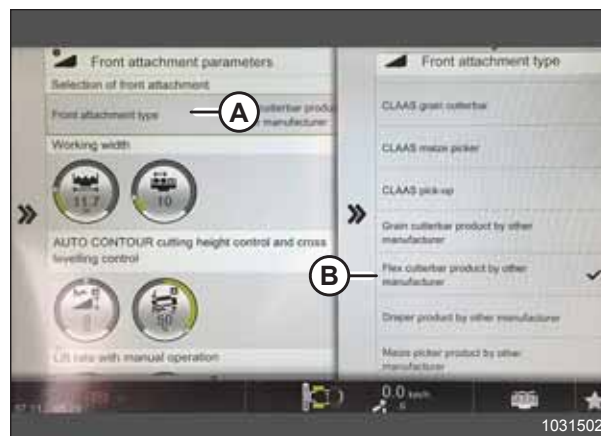 Front attachment parameters
Selection of front attachment
Front attachment type
cutterbar produ
manufacturer
A
Working width
11.7
10
AUTO CONTOUR cutting height control and cross
levelling control
50
Lift rate with manual operation
Front attachment type
CLAAS grain cutterbar
CLAAS maize picker
CLAAS pick-up
Grain cutterbar product by other
manufacturer
B
Flex cutterbar product by other
manufacturer
Draper product by other manufacturer
Maize picker product by other
manufacturer
0.0 km/h
1031502